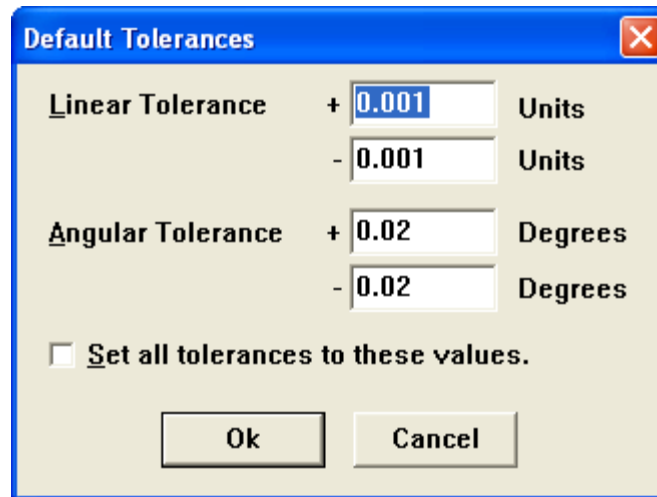 Default Tolerances
Linear Tolerance + 0.001 Units
- 0.001 Units
Angular Tolerance + 0.02 Degrees
- 0.02 Degrees
Set all tolerances to these values.
Ok Cancel